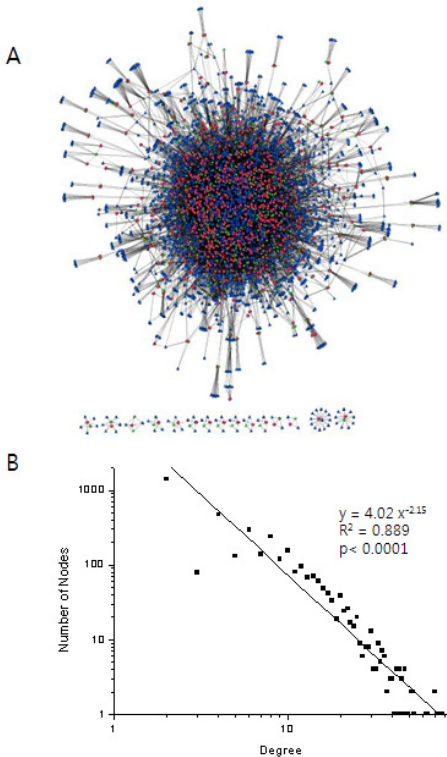 A
B
y = 4.02 x^-2.15
R² = 0.889
p< 0.0001
1000
100
10
1
Number of Nodes
1
10
Degree